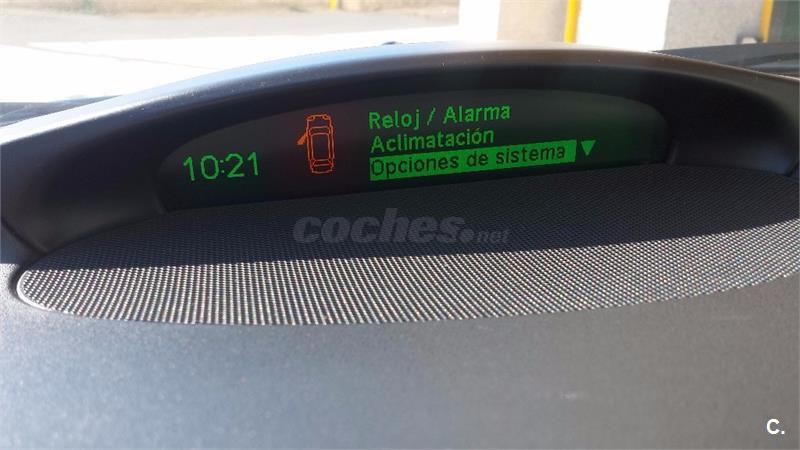 10:21
Reloj / Alarma
Aclimatación
Opciones de sistema
coches.net
C.